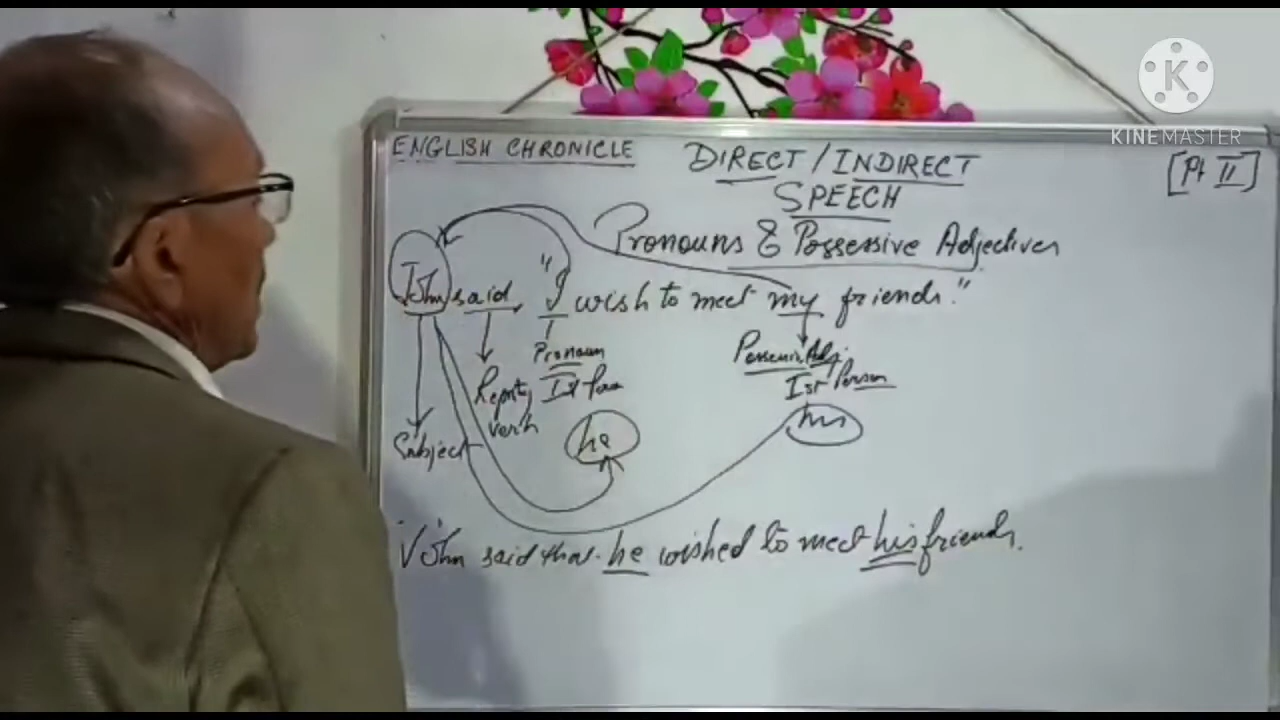 K
KINEMASTER
ENGLISH CHRONICLE
DIRECT / INDIRECT
[Pt II]
SPEECH
Pronouns & Possessive Adjectives
John said, "I wish to meet my friends."
Pronoun
Ist Person
Reporting
verb
Subject
he
Possessive Adj.
Ist Person
his
John said that he wished to meet his friends.